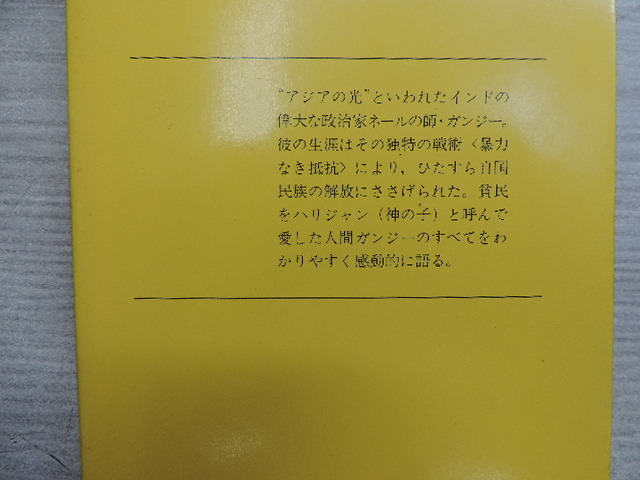 “アジアの光”といわれたインドの
偉大な政治家ネールの師・ガンジー。
彼の生涯はその独特の戦術〈暴力
なき抵抗〉により，ひたすら自国
民族の解放にささげられた。貧民
をハリジャン（神の子）と呼んで
愛した人間ガンジーのすべてをわ
かりやすく感動的に語る。